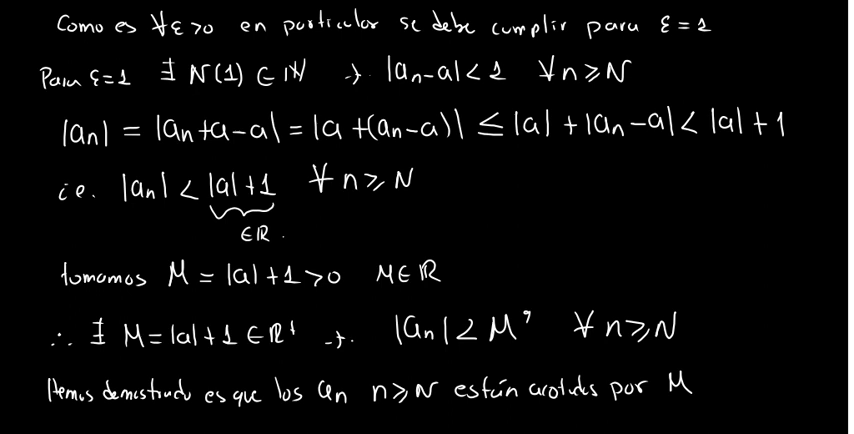 Como es ∀ε>0 en particular se debe cumplir para ε=1
Para ε=1 ∃ N(1) ∈ ℕ .+. |an-a|<1 ∀n≥N
|an| = |an+a-a| = |a+(an-a)| ≤ |a|+|an-a| < |a|+1
i.e. |an| < |a|+1 ∀n≥N
∈ℝ.
tomamos M = |a|+1>0 M∈ℝ
∴ ∃ M=|a|+1 ∈ℝ⁺ .+. |an|<M, ∀n≥N
Hemos demostrado es que los an n≥N están acotados por M